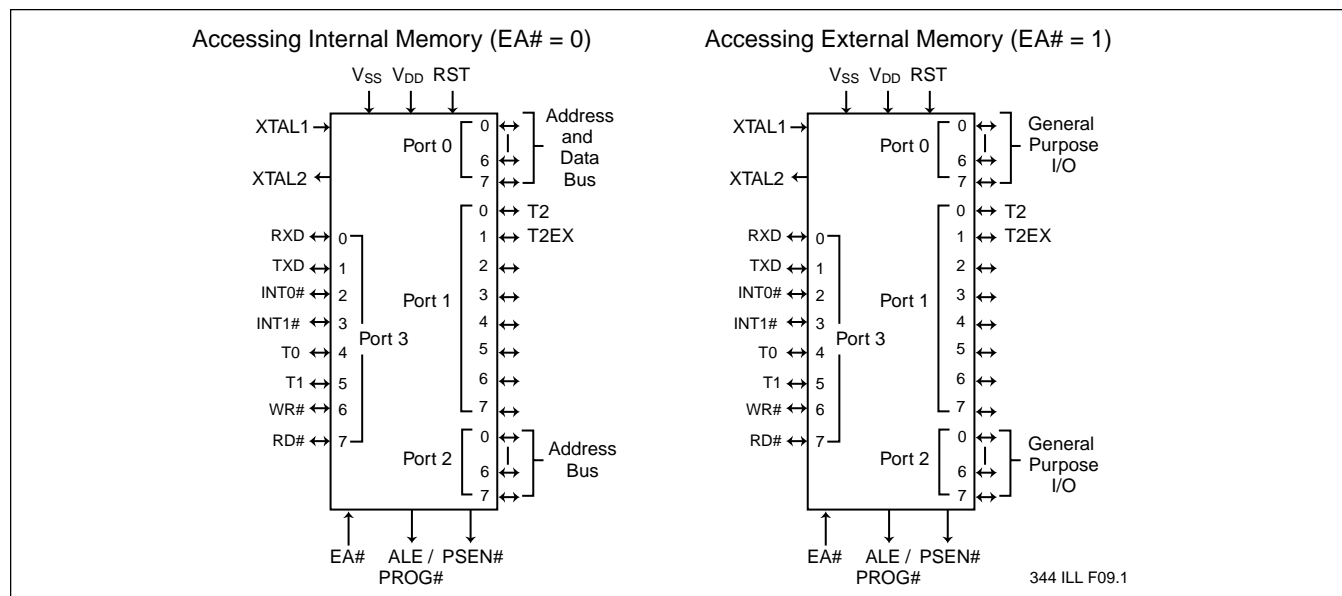 Accessing Internal Memory (EA# = 0)
VSS VDD RST
XTAL1
XTAL2
RXD 0
TXD 1
INT0# 2
INT1# 3
T0 4
T1 5
WR# 6
RD# 7
Port 3
Port 0
0
6
7
Address
and
Data
Bus
Port 1
0 T2
1 T2EX
2
3
4
5
6
7
Port 2
0
6
7
Address
Bus
EA# ALE / PSEN#
PROG#
Accessing External Memory (EA# = 1)
VSS VDD RST
XTAL1
XTAL2
RXD 0
TXD 1
INT0# 2
INT1# 3
T0 4
T1 5
WR# 6
RD# 7
Port 3
Port 0
0
6
7
General
Purpose
I/O
Port 1
0 T2
1 T2EX
2
3
4
5
6
7
Port 2
0
6
7
General
Purpose
I/O
EA# ALE / PSEN#
PROG#
344 ILL F09.1